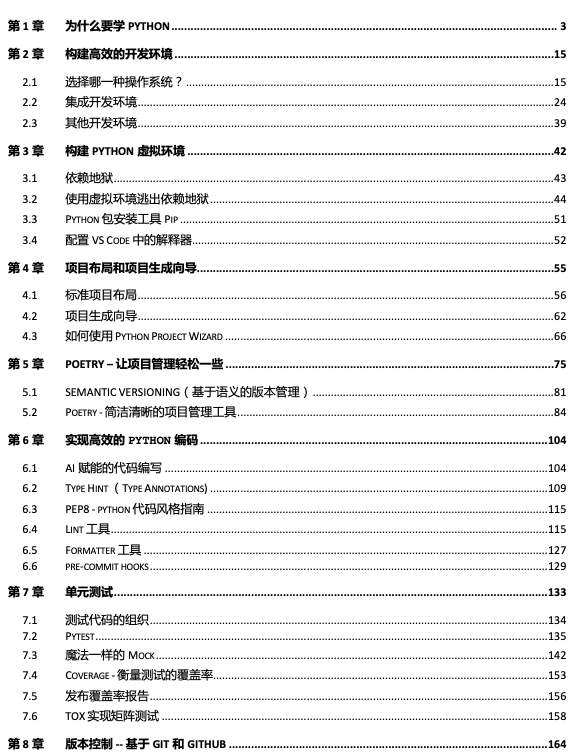 第 1 章 为什么要学 PYTHON 3
第 2 章 构建高效的开发环境 15
2.1 选择哪一种操作系统？ 15
2.2 集成开发环境 24
2.3 其他开发环境 39
第 3 章 构建 PYTHON 虚拟环境 42
3.1 依赖地狱 43
3.2 使用虚拟环境逃出依赖地狱 44
3.3 PYTHON 包安装工具 PIP 51
3.4 配置 VS CODE 中的解释器 52
第 4 章 项目布局和项目生成向导 55
4.1 标准项目布局 56
4.2 项目生成向导 62
4.3 如何使用 PYTHON PROJECT WIZARD 66
第 5 章 POETRY – 让项目管理轻松一些 75
5.1 SEMANTIC VERSIONING（基于语义的版本管理） 81
5.2 POETRY - 简洁清晰的项目管理工具 84
第 6 章 实现高效的 PYTHON 编码 104
6.1 AI 赋能的代码编写 104
6.2 TYPE HINT （TYPE ANNOTATIONS) 109
6.3 PEP8 - PYTHON 代码风格指南 115
6.4 LINT 工具 115
6.5 FORMATTER 工具 127
6.6 PRE-COMMIT HOOKS 129
第 7 章 单元测试 133
7.1 测试代码的组织 134
7.2 PYTEST 135
7.3 魔法一样的 MOCK 142
7.4 COVERAGE - 衡量测试的覆盖率 153
7.5 发布覆盖率报告 156
7.6 TOX 实现矩阵测试 158
第 8 章 版本控制 -- 基于 GIT 和 GITHUB 164